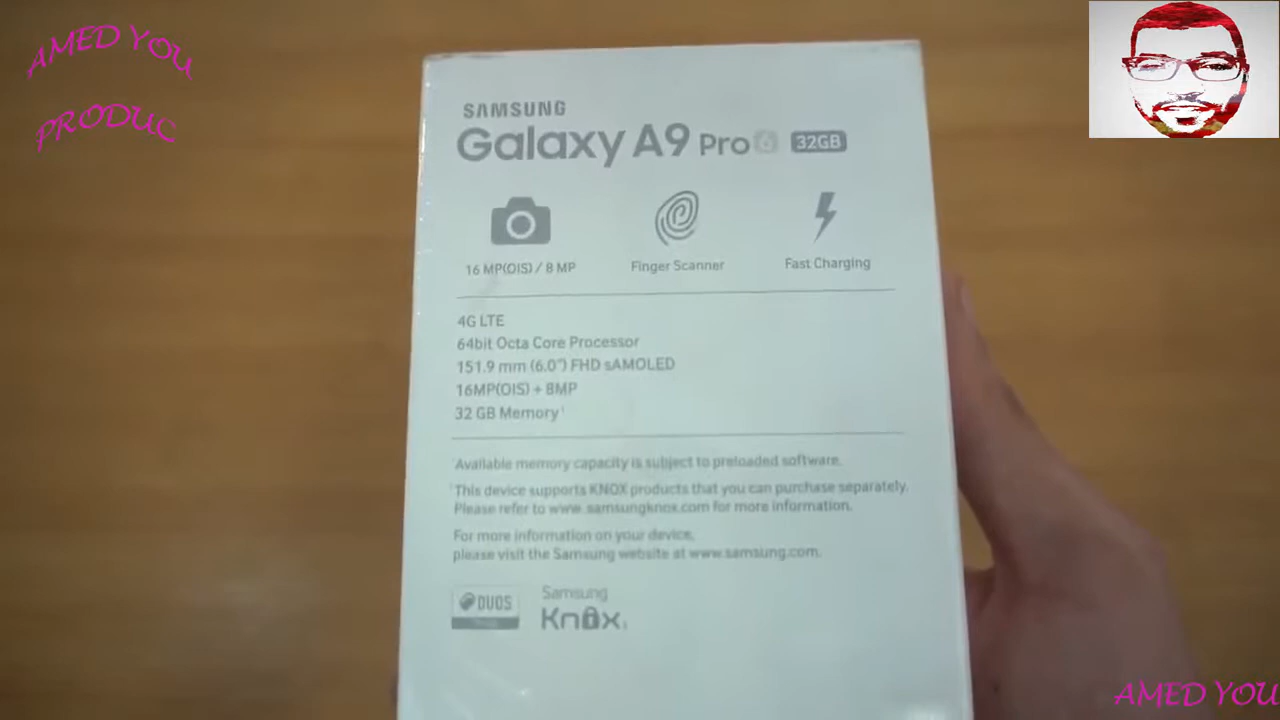 AMED YOU
PRODUC
SAMSUNG
Galaxy A9 Pro 6 32GB
16 MP(OIS) / 8 MP
Finger Scanner
Fast Charging
4G LTE
64bit Octa Core Processor
151.9 mm (6.0") FHD sAMOLED
16MP(OIS) + 8MP
32 GB Memory¹
¹Available memory capacity is subject to preloaded software.
This device supports KNOX products that you can purchase separately.
Please refer to www.samsungknox.com for more information.
For more information on your device,
please visit the Samsung website at www.samsung.com.
DUOS
Samsung
Knox
AMED YOU